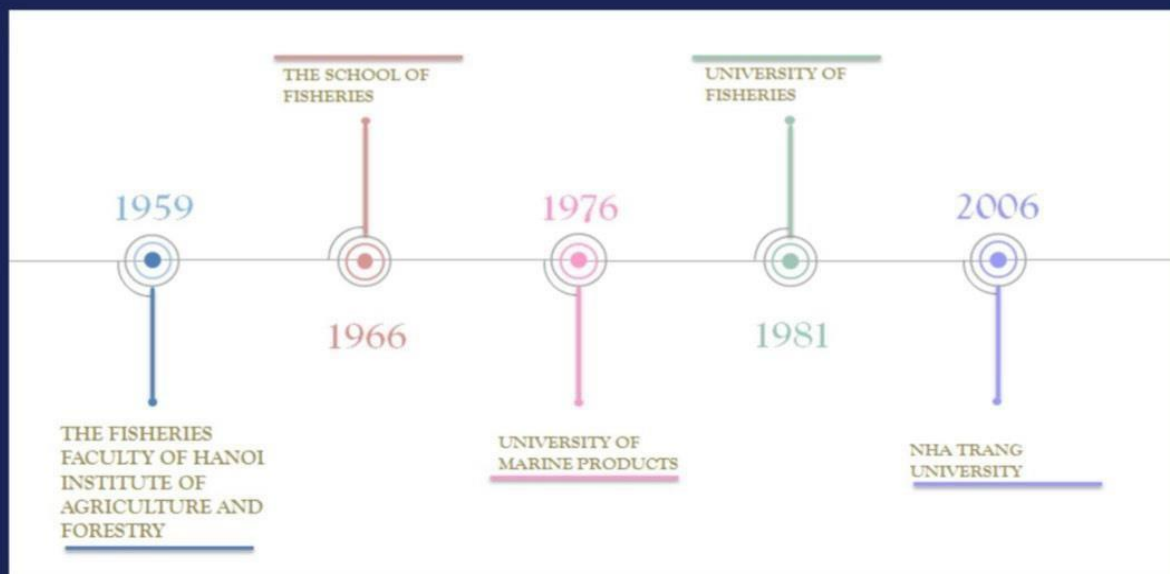 THE SCHOOL OF
FISHERIES
UNIVERSITY OF
FISHERIES
1959
1976
2006
1966
1981
THE FISHERIES
FACULTY OF HANOI
INSTITUTE OF
AGRICULTURE AND
FORESTRY
UNIVERSITY OF
MARINE PRODUCTS
NHA TRANG
UNIVERSITY